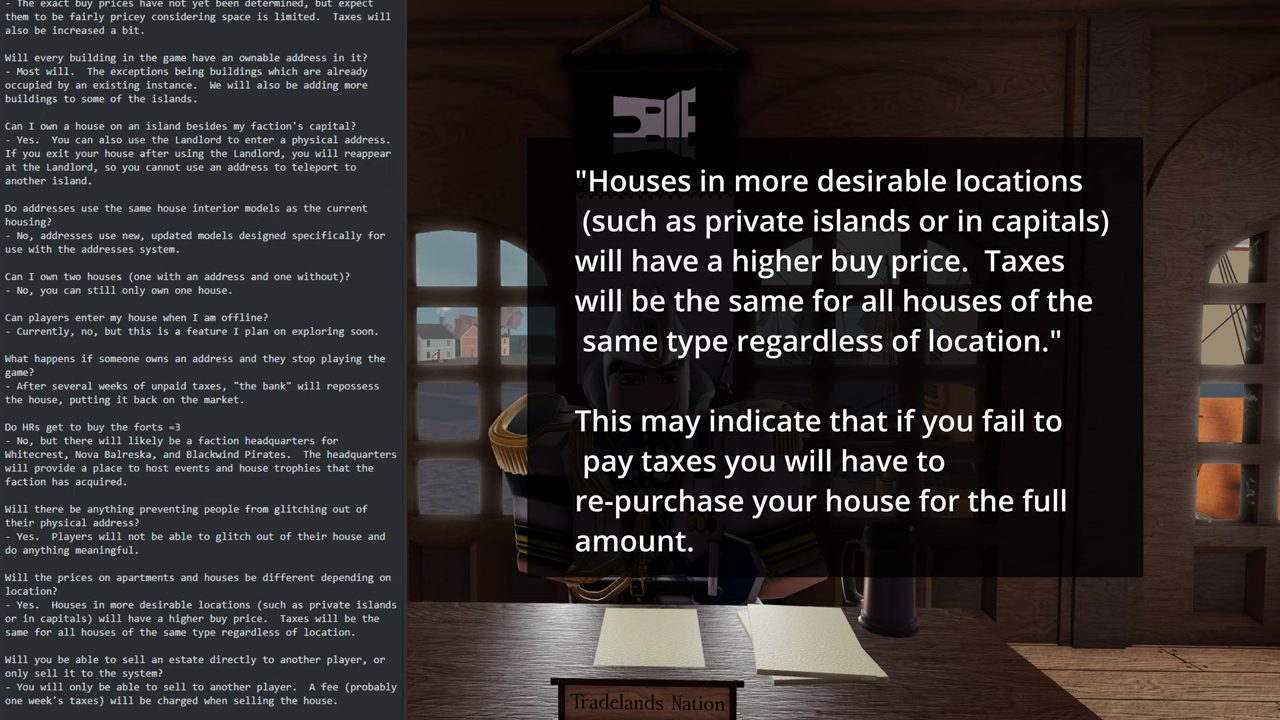 - The exact buy prices have not yet been determined, but expect
them to be fairly pricey considering space is limited.  Taxes will
also be increased a bit.
Will every building in the game have an ownable address in it?
- Most will.  The exceptions being buildings which are already
occupied by an existing instance.  We will also be adding more
buildings to some of the islands.
Can I own a house on an island besides my faction's capital?
- Yes.  You can also use the Landlord to enter a physical address.
If you exit your house after using the Landlord, you will reappear
at the Landlord, so you cannot use an address to teleport to
another island.
Do addresses use the same house interior models as the current
housing?
- No, addresses use new, updated models designed specifically for
use with the addresses system.
Can I own two houses (one with an address and one without)?
- No, you can still only own one house.
Can players enter my house when I am offline?
- Currently, no, but this is a feature I plan on exploring soon.
What happens if someone owns an address and they stop playing the
game?
- After several weeks of unpaid taxes, "the bank" will repossess
the house, putting it back on the market.
Do HRs get to buy the forts =3
- No, but there will likely be a faction headquarters for
Whitecrest, Nova Balreska, and Blackwind Pirates.  The headquarters
will provide a place to host events and house trophies that the
faction has acquired.
Will there be anything preventing people from glitching out of
their physical address?
- Yes.  Players will not be able to glitch out of their house and
do anything meaningful.
Will the prices on apartments and houses be different depending on
location?
- Yes.  Houses in more desirable locations (such as private islands
or in capitals) will have a higher buy price.  Taxes will be the
same for all houses of the same type regardless of location.
Will you be able to sell an estate directly to another player, or
only sell it to the system?
- You will only be able to sell to another player.  A fee (probably
one week's taxes) will be charged when selling the house.
"Houses in more desirable locations
(such as private islands or in capitals)
will have a higher buy price.  Taxes
will be the same for all houses of the
same type regardless of location."
This may indicate that if you fail to
pay taxes you will have to
re-purchase your house for the full
amount.
Tradelands Nation